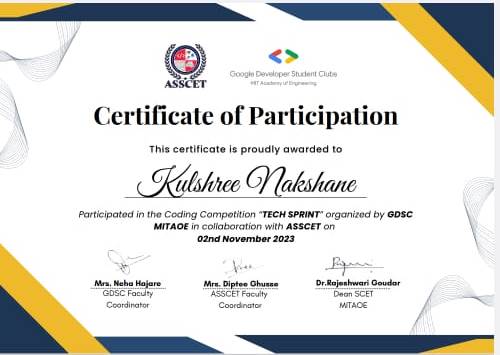 ASSCET
Google Developer Student Clubs
MIT Academy of Engineering
Certificate of Participation
This certificate is proudly awarded to
Kulshree Nakshane
Participated in the Coding Competition "TECH SPRINT" organized by GDSC
MITAOE in collaboration with ASSCET on
02nd November 2023
Mrs. Neha Hajare
GDSC Faculty
Coordinator
Mrs. Diptee Ghusse
ASSCET Faculty
Coordinator
Dr.Rajeshwari Goudar
Dean SCET
MITAOE